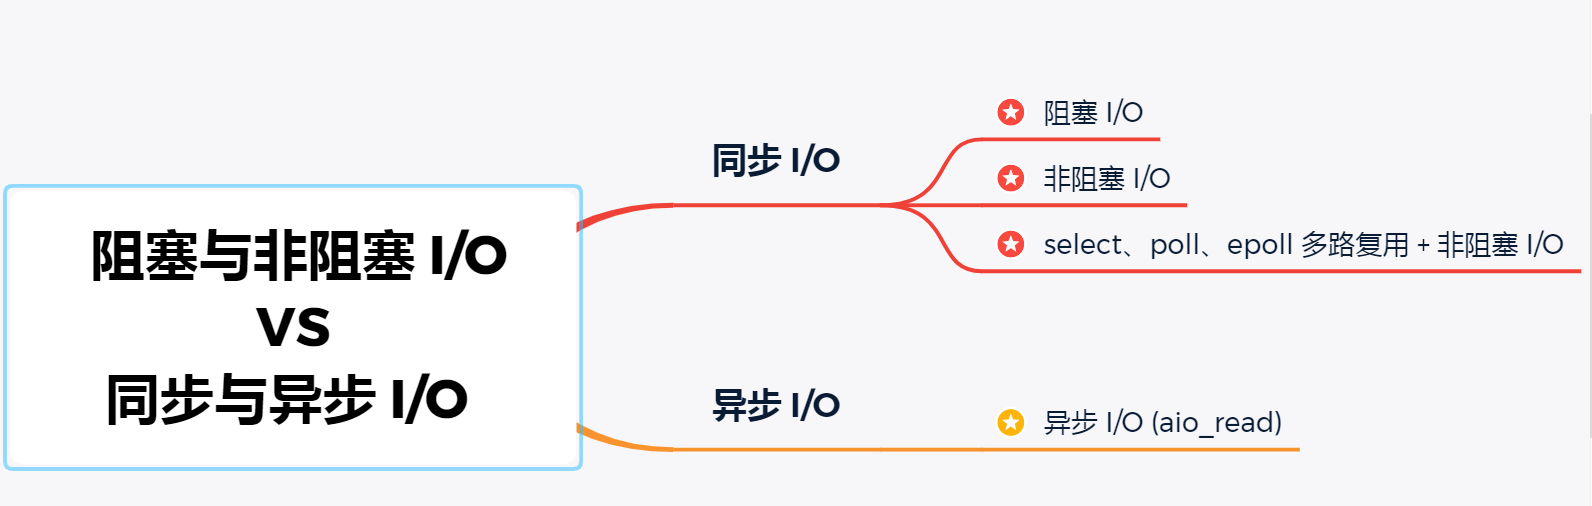 阻塞与非阻塞 I/O
VS
同步与异步 I/O
同步 I/O
阻塞 I/O
非阻塞 I/O
select、poll、epoll 多路复用 + 非阻塞 I/O
异步 I/O
异步 I/O (aio_read)